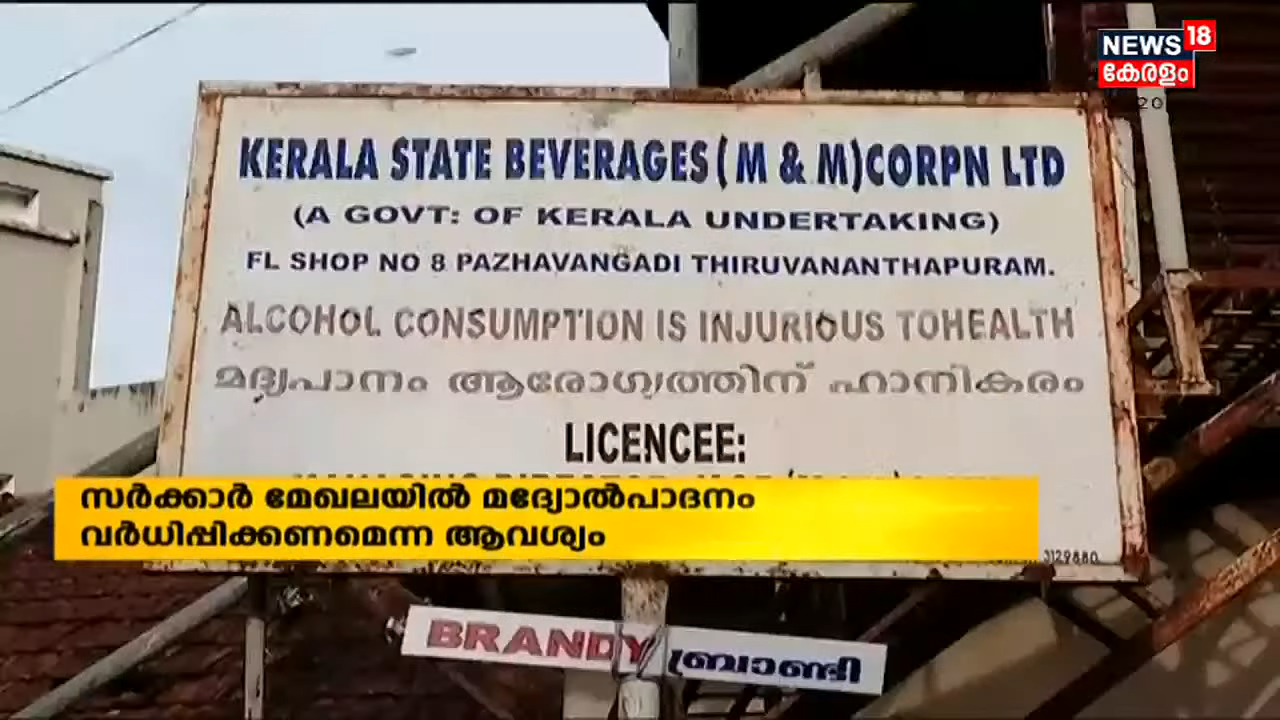 NEWS 18
കേരളം
20
KERALA STATE BEVERAGES (M & M) CORPN LTD
(A GOVT: OF KERALA UNDERTAKING)
FL SHOP NO 8 PAZHAVANGADI THIRUVANANTHAPURAM.
ALCOHOL CONSUMPTION IS INJURIOUS TOHEALTH
മദ്യപാനം ആരോഗ്യത്തിന് ഹാനികരം
LICENCEE:
സർക്കാർ മേഖലയിൽ മദ്യോൽപാദനം
വർധിപ്പിക്കണമെന്ന ആവശ്യം
3129880
BRANDY ബ്രാണ്ടി